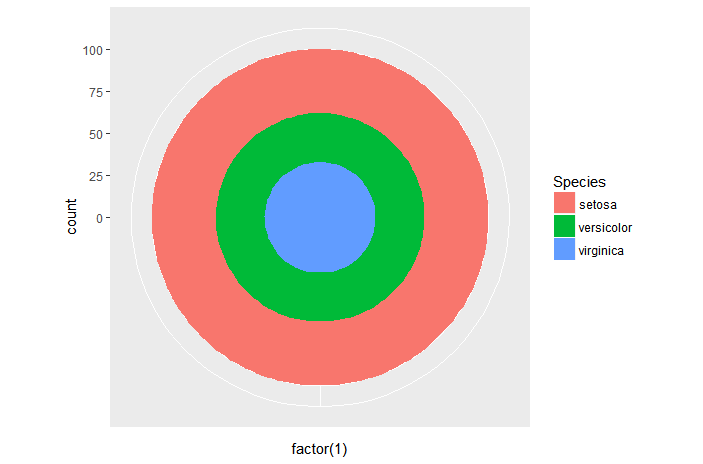 100
75
50
25
0
count
factor(1)
Species
setosa
versicolor
virginica